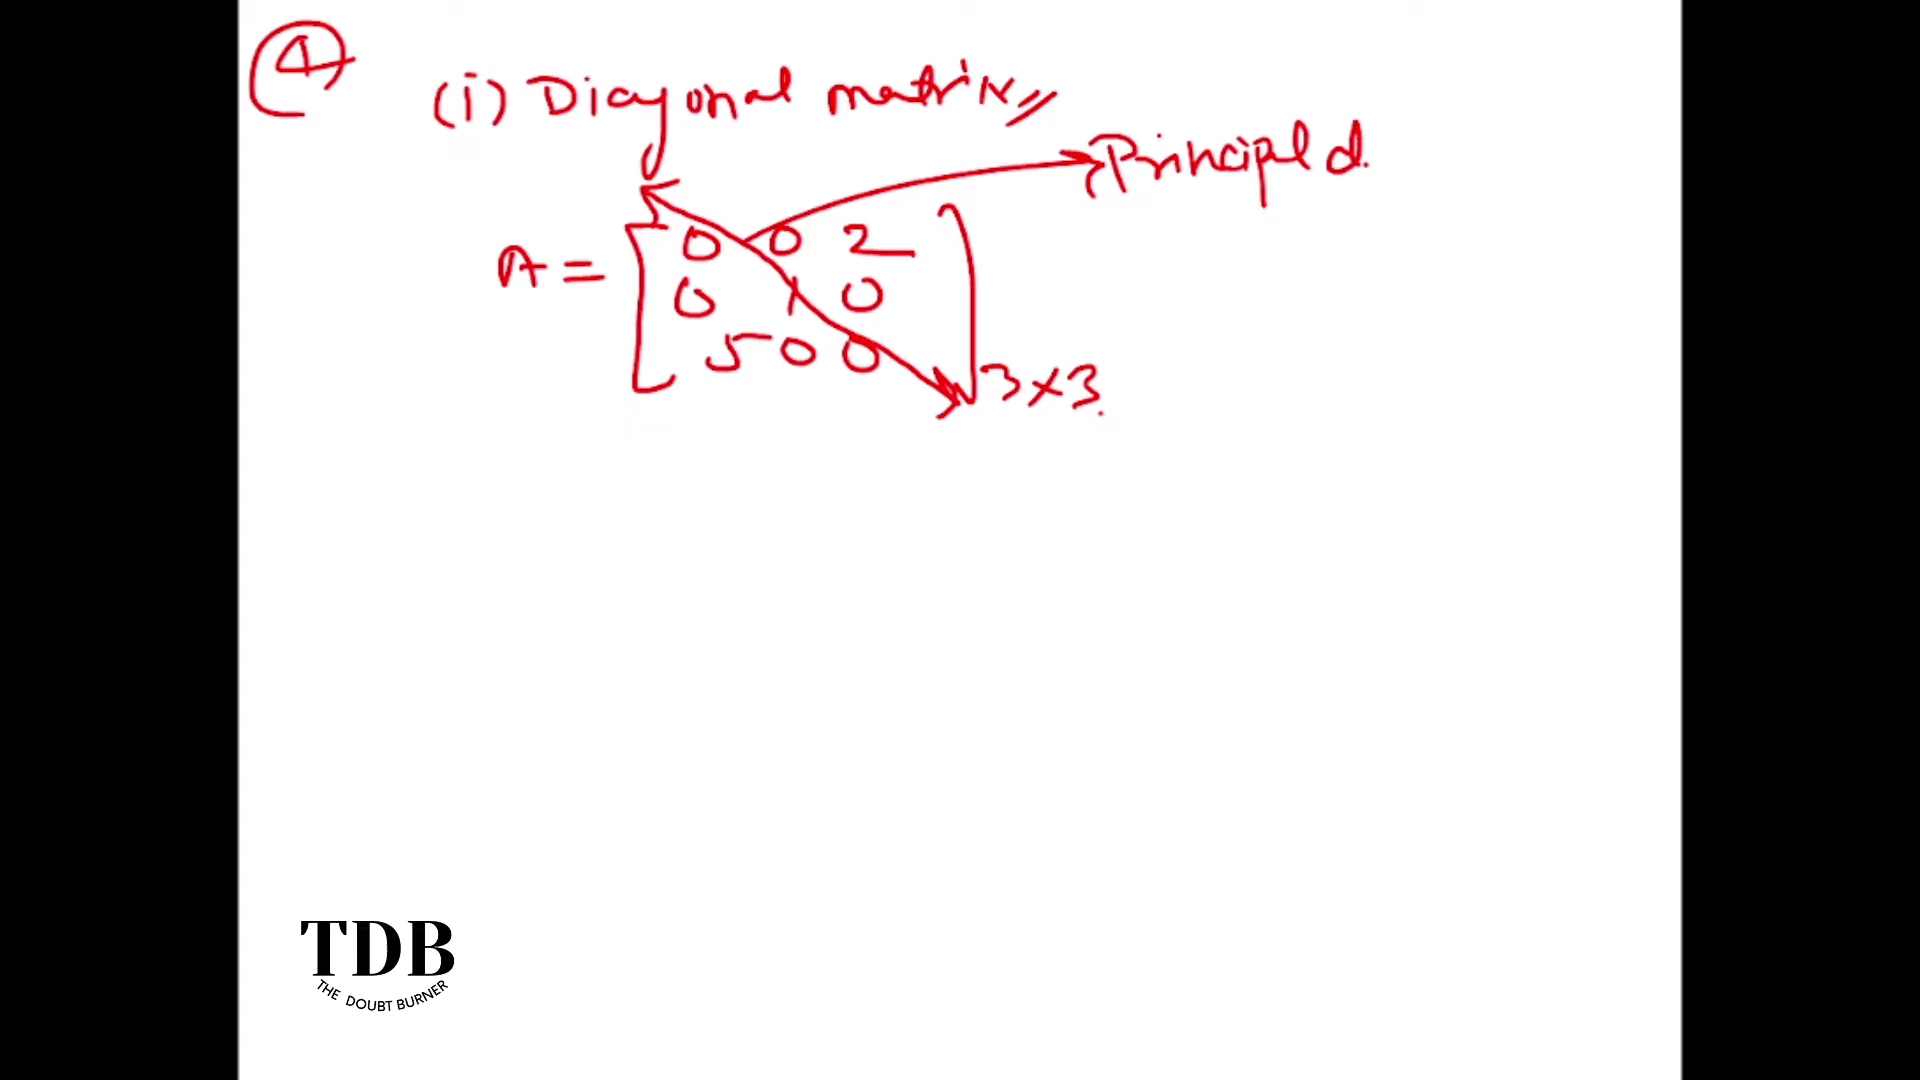 4
(i) Diagonal matrix
Principal d.
A = [ 0 0 2
0 1 0
5 0 0 ] 3×3.
TDB
THE DOUBT BURNER